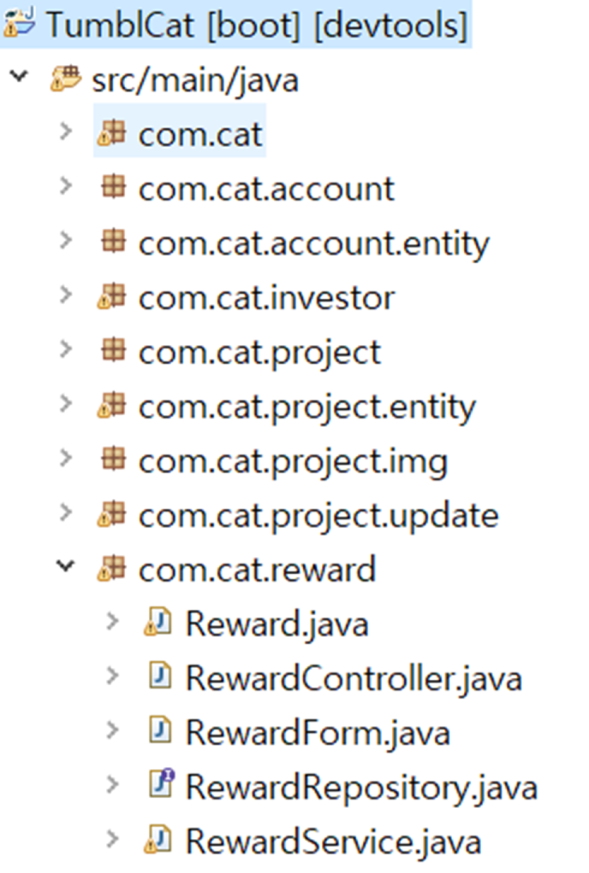 TumblCat [boot] [devtools]
src/main/java
com.cat
com.cat.account
com.cat.account.entity
com.cat.investor
com.cat.project
com.cat.project.entity
com.cat.project.img
com.cat.project.update
com.cat.reward
Reward.java
RewardController.java
RewardForm.java
RewardRepository.java
RewardService.java